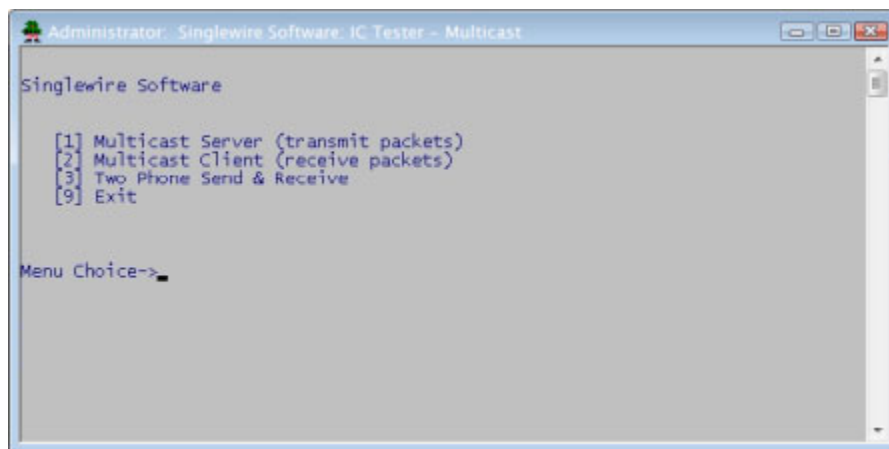 Administrator: Singlewire Software: IC Tester - Multicast
Singlewire Software
[1] Multicast Server (transmit packets)
[2] Multicast Client (receive packets)
[3] Two Phone Send & Receive
[9] Exit
Menu Choice->